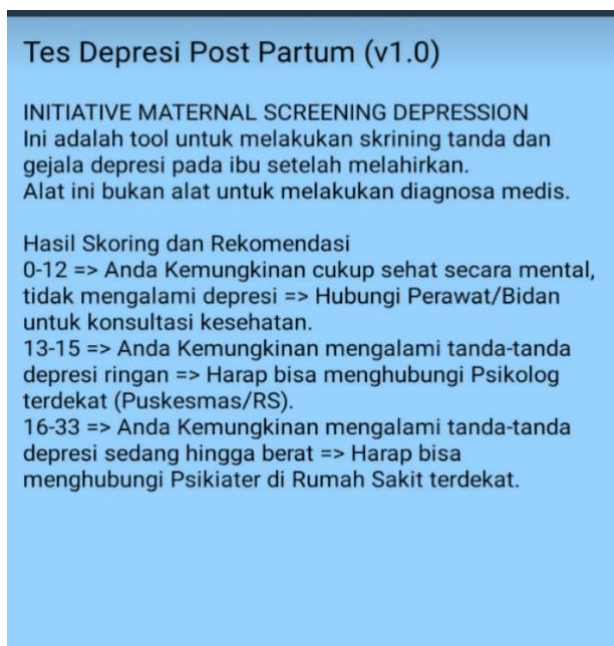 Tes Depresi Post Partum (v1.0)
INITIATIVE MATERNAL SCREENING DEPRESSION
Ini adalah tool untuk melakukan skrining tanda dan
gejala depresi pada ibu setelah melahirkan.
Alat ini bukan alat untuk melakukan diagnosa medis.
Hasil Skoring dan Rekomendasi
0-12 => Anda Kemungkinan cukup sehat secara mental,
tidak mengalami depresi => Hubungi Perawat/Bidan
untuk konsultasi kesehatan.
13-15 => Anda Kemungkinan mengalami tanda-tanda
depresi ringan => Harap bisa menghubungi Psikolog
terdekat (Puskesmas/RS).
16-33 => Anda Kemungkinan mengalami tanda-tanda
depresi sedang hingga berat => Harap bisa
menghubungi Psikiater di Rumah Sakit terdekat.